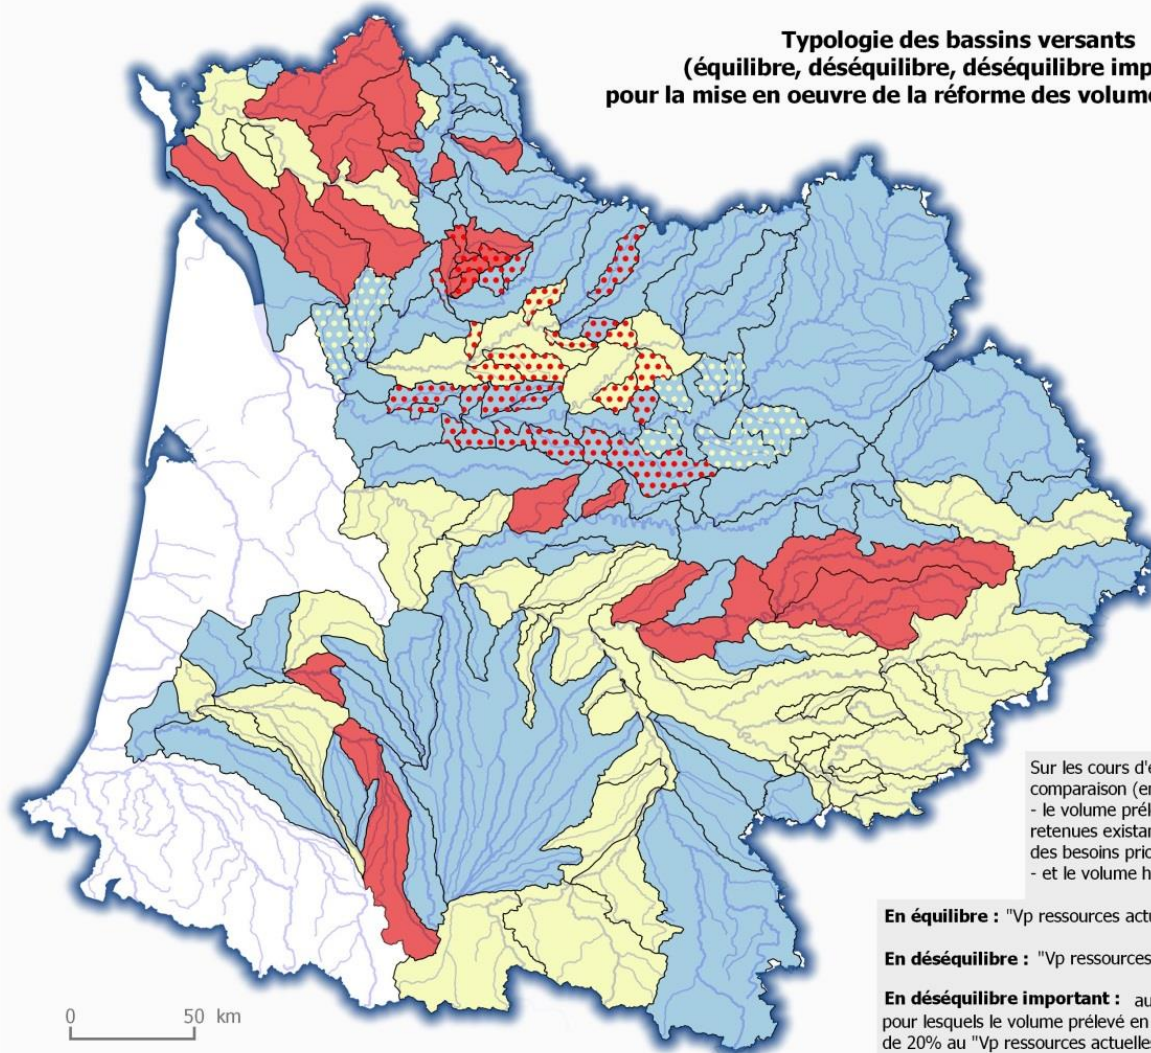 Typologie des bassins versants
(équilibre, déséquilibre, déséquilibre imp
pour la mise en oeuvre de la réforme des volume
Sur les cours d'e
comparaison (en
- le volume prél
retenues existan
des besoins prio
- et le volume h
En équilibre : "Vp ressources actu
En déséquilibre : "Vp ressources
En déséquilibre important : au
pour lesquels le volume prélevé en
de 20% au "Vp ressources actuelles
0 50 km